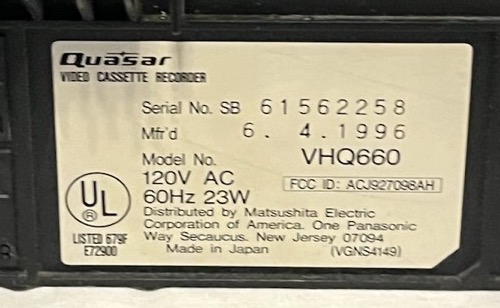 Quasar
VIDEO CASSETTE RECORDER
Serial No. SB 61562258
Mfr'd 6. 4.1996
Model No. VHQ660
120V AC
60Hz 23W
FCC ID: ACJ927098AH
UL
®
LISTED 679F
E72900
Distributed by Matsushita Electric
Corporation of America. One Panasonic
Way Secaucus. New Jersey 07094
Made in Japan (VGNS4149)